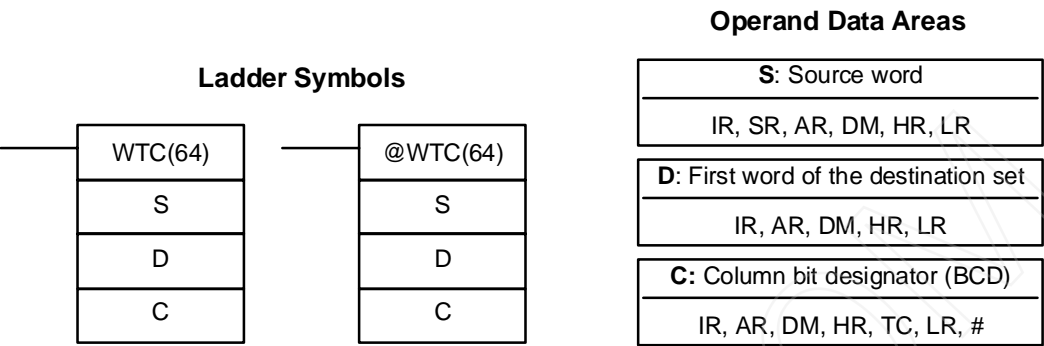 Operand Data Areas
Ladder Symbols
S: Source word
IR, SR, AR, DM, HR, LR
WTC(64)
S
D
C
@WTC(64)
S
D
C
D: First word of the destination set
IR, AR, DM, HR, LR
C: Column bit designator (BCD)
IR, AR, DM, HR, TC, LR, #